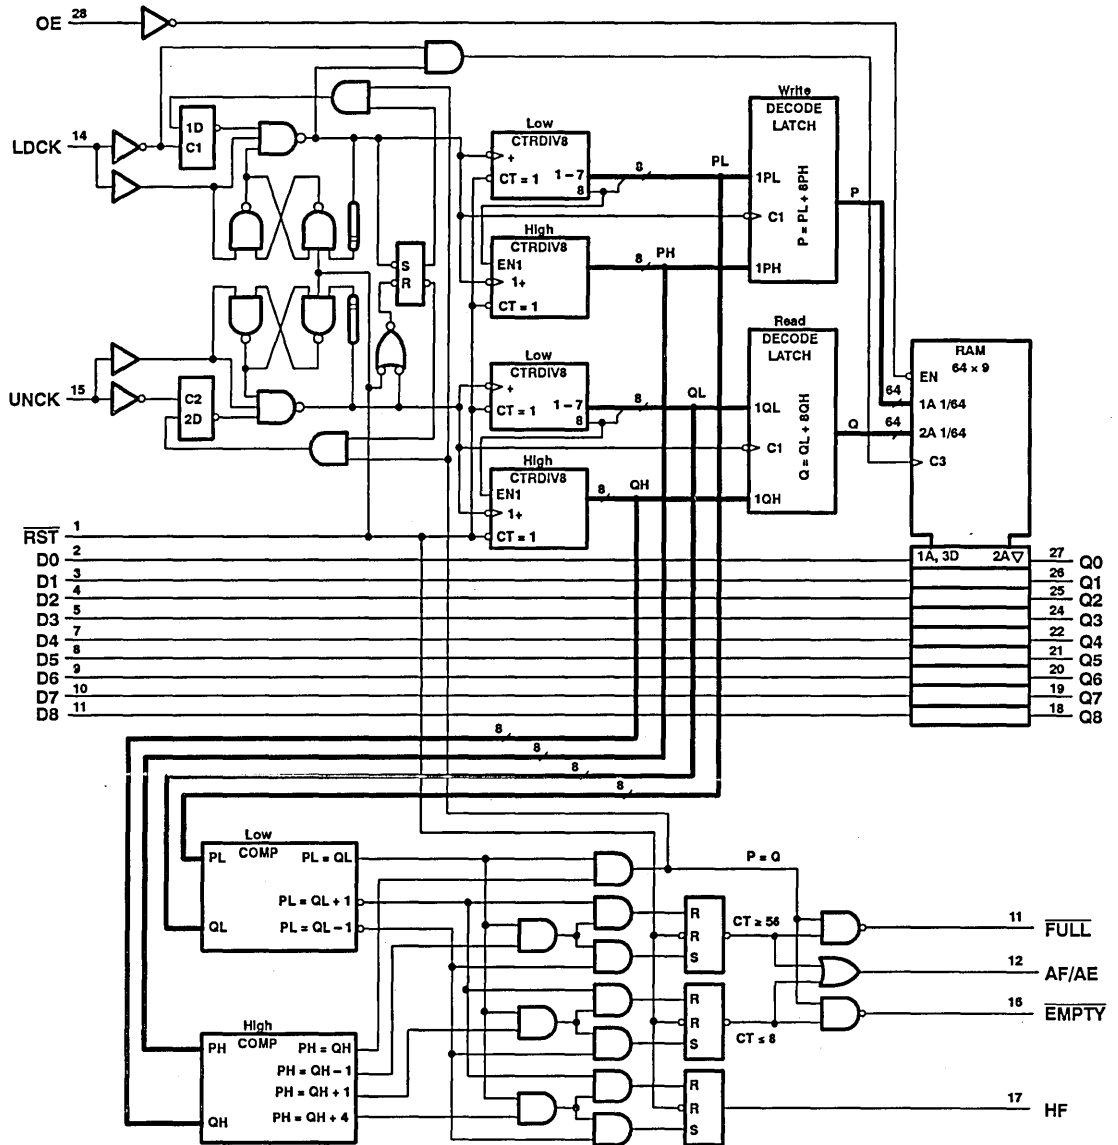 OE 28
LDCK 14
1D
C1
Low
CTRDIV8
+
CT = 1
1 – 7
8
8
PL
Write
DECODE
LATCH
1PL
C1
1PH
P = PL + 8PH
P
High
CTRDIV8
EN1
1+
CT = 1
8
PH
S
R
UNCK 15
C2
2D
Low
CTRDIV8
+
CT = 1
1 – 7
8
8
QL
Read
DECODE
LATCH
1QL
C1
1QH
Q = QL + 8QH
Q
High
CTRDIV8
EN1
1+
CT = 1
8
QH
RAM
64 × 9
EN
64
1A 1/64
64
2A 1/64
C3
R̅S̅T̅ 1
1A, 3D 2A ▽
D0 2
27 Q0
D1 3
26 Q1
D2 4
25 Q2
D3 5
24 Q3
D4 7
22 Q4
D5 8
21 Q5
D6 9
20 Q6
D7 10
19 Q7
D8 11
18 Q8
8
8
8
8
Low
COMP
PL
QL
PL = QL
PL = QL + 1
PL = QL – 1
High
COMP
PH
QH
PH = QH
PH = QH – 1
PH = QH + 1
PH = QH + 4
P = Q
R
R
S
CT ≥ 56
R
R
S
CT ≤ 8
R
R
S
11 F̅U̅L̅L̅
12 AF/AE
16 E̅M̅P̅T̅Y̅
17 HF